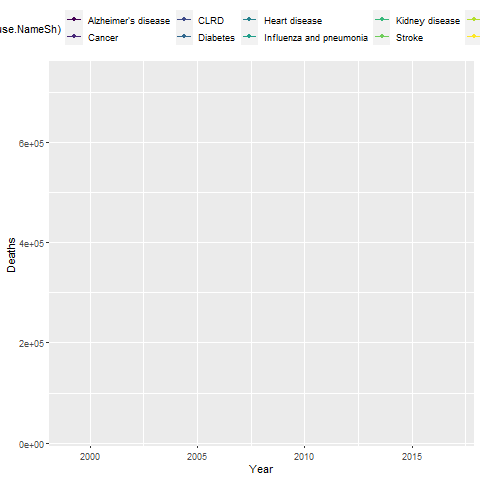 use.NameSh)
Alzheimer's disease
CLRD
Heart disease
Kidney disease
Cancer
Diabetes
Influenza and pneumonia
Stroke
Deaths
6e+05
4e+05
2e+05
0e+00
2000
2005
2010
2015
Year